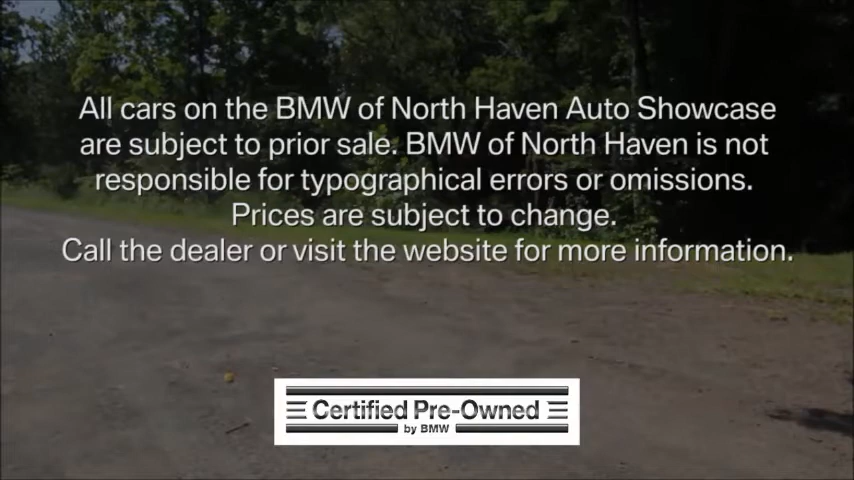 All cars on the BMW of North Haven Auto Showcase
are subject to prior sale. BMW of North Haven is not
responsible for typographical errors or omissions.
Prices are subject to change.
Call the dealer or visit the website for more information.
Certified Pre-Owned
by BMW